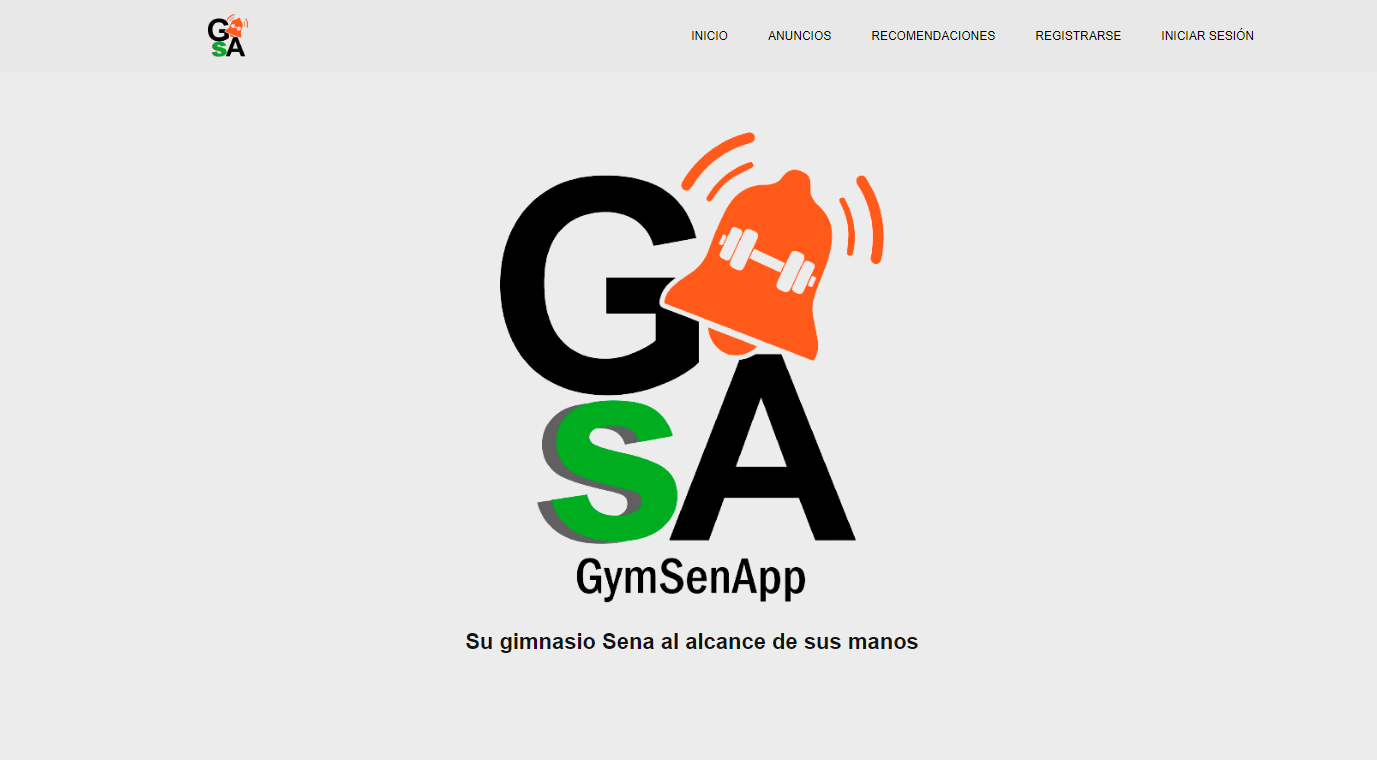 GSA
INICIO ANUNCIOS RECOMENDACIONES REGISTRARSE INICIAR SESIÓN
G
sA
GymSenApp
Su gimnasio Sena al alcance de sus manos